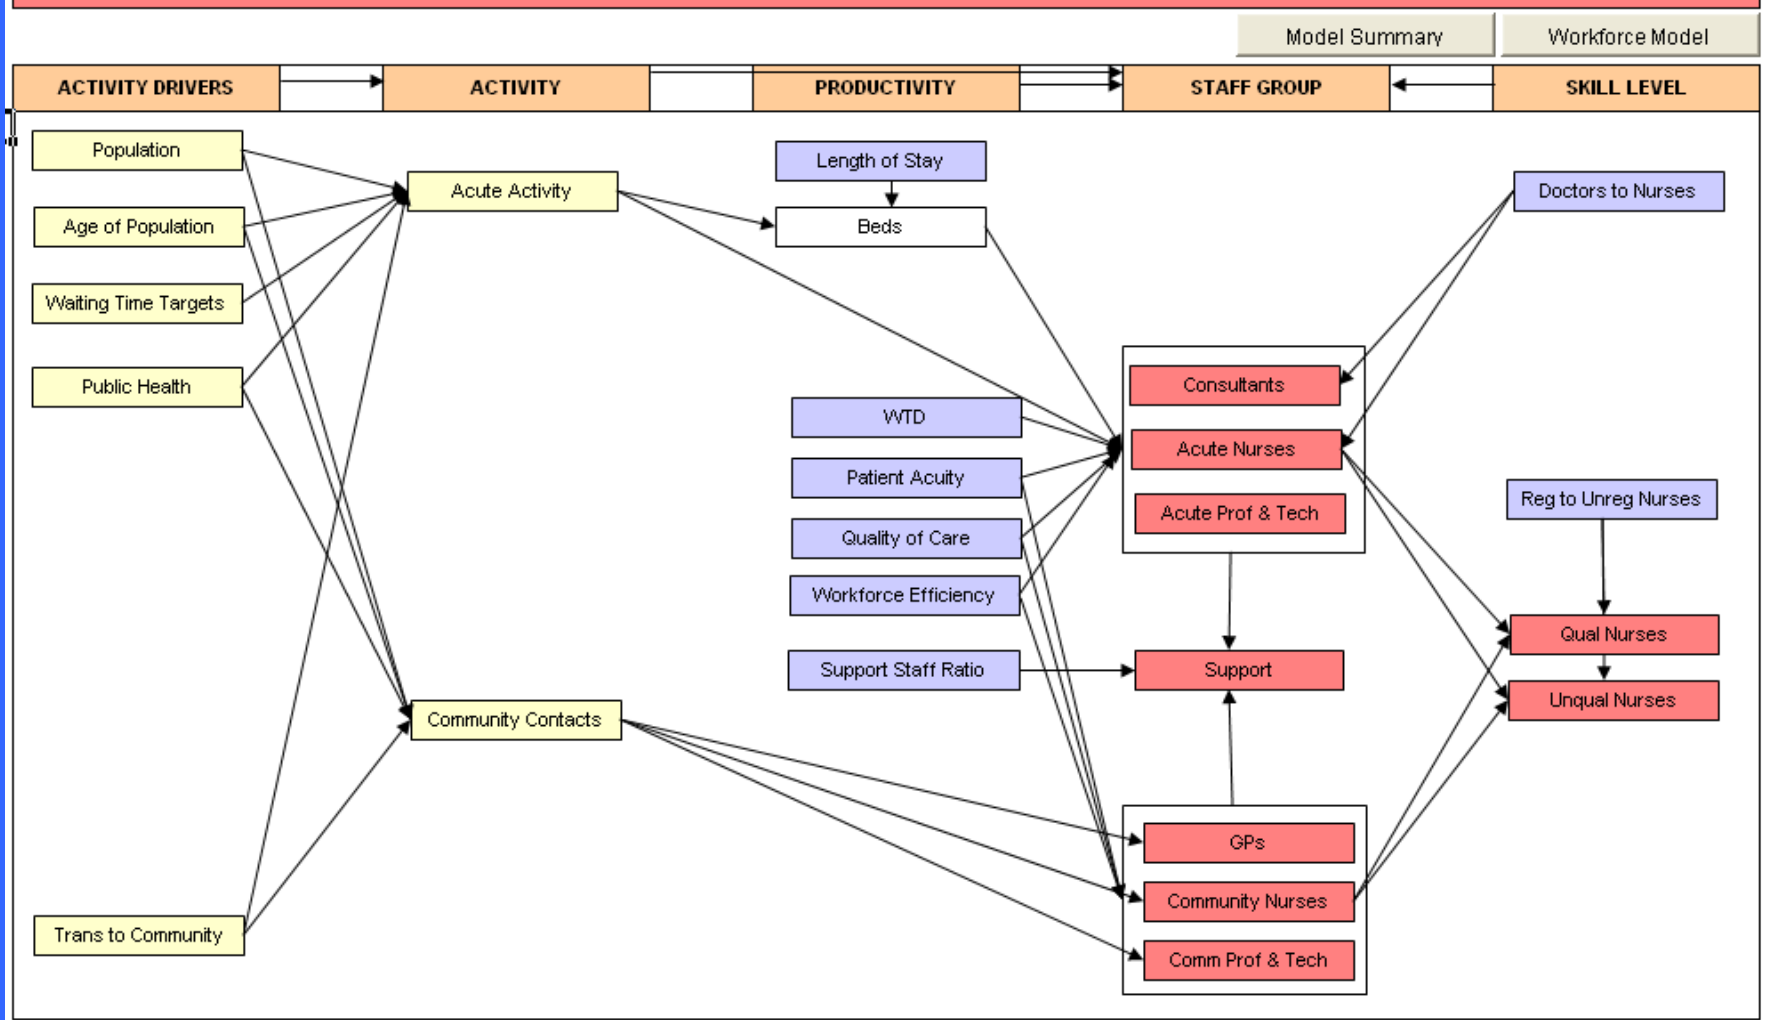 Model Summary
Workforce Model
ACTIVITY DRIVERS
ACTIVITY
PRODUCTIVITY
STAFF GROUP
SKILL LEVEL
Population
Age of Population
Waiting Time Targets
Public Health
Trans to Community
Acute Activity
Community Contacts
Length of Stay
Beds
WTD
Patient Acuity
Quality of Care
Workforce Efficiency
Support Staff Ratio
Consultants
Acute Nurses
Acute Prof & Tech
Support
GPs
Community Nurses
Comm Prof & Tech
Doctors to Nurses
Reg to Unreg Nurses
Qual Nurses
Unqual Nurses